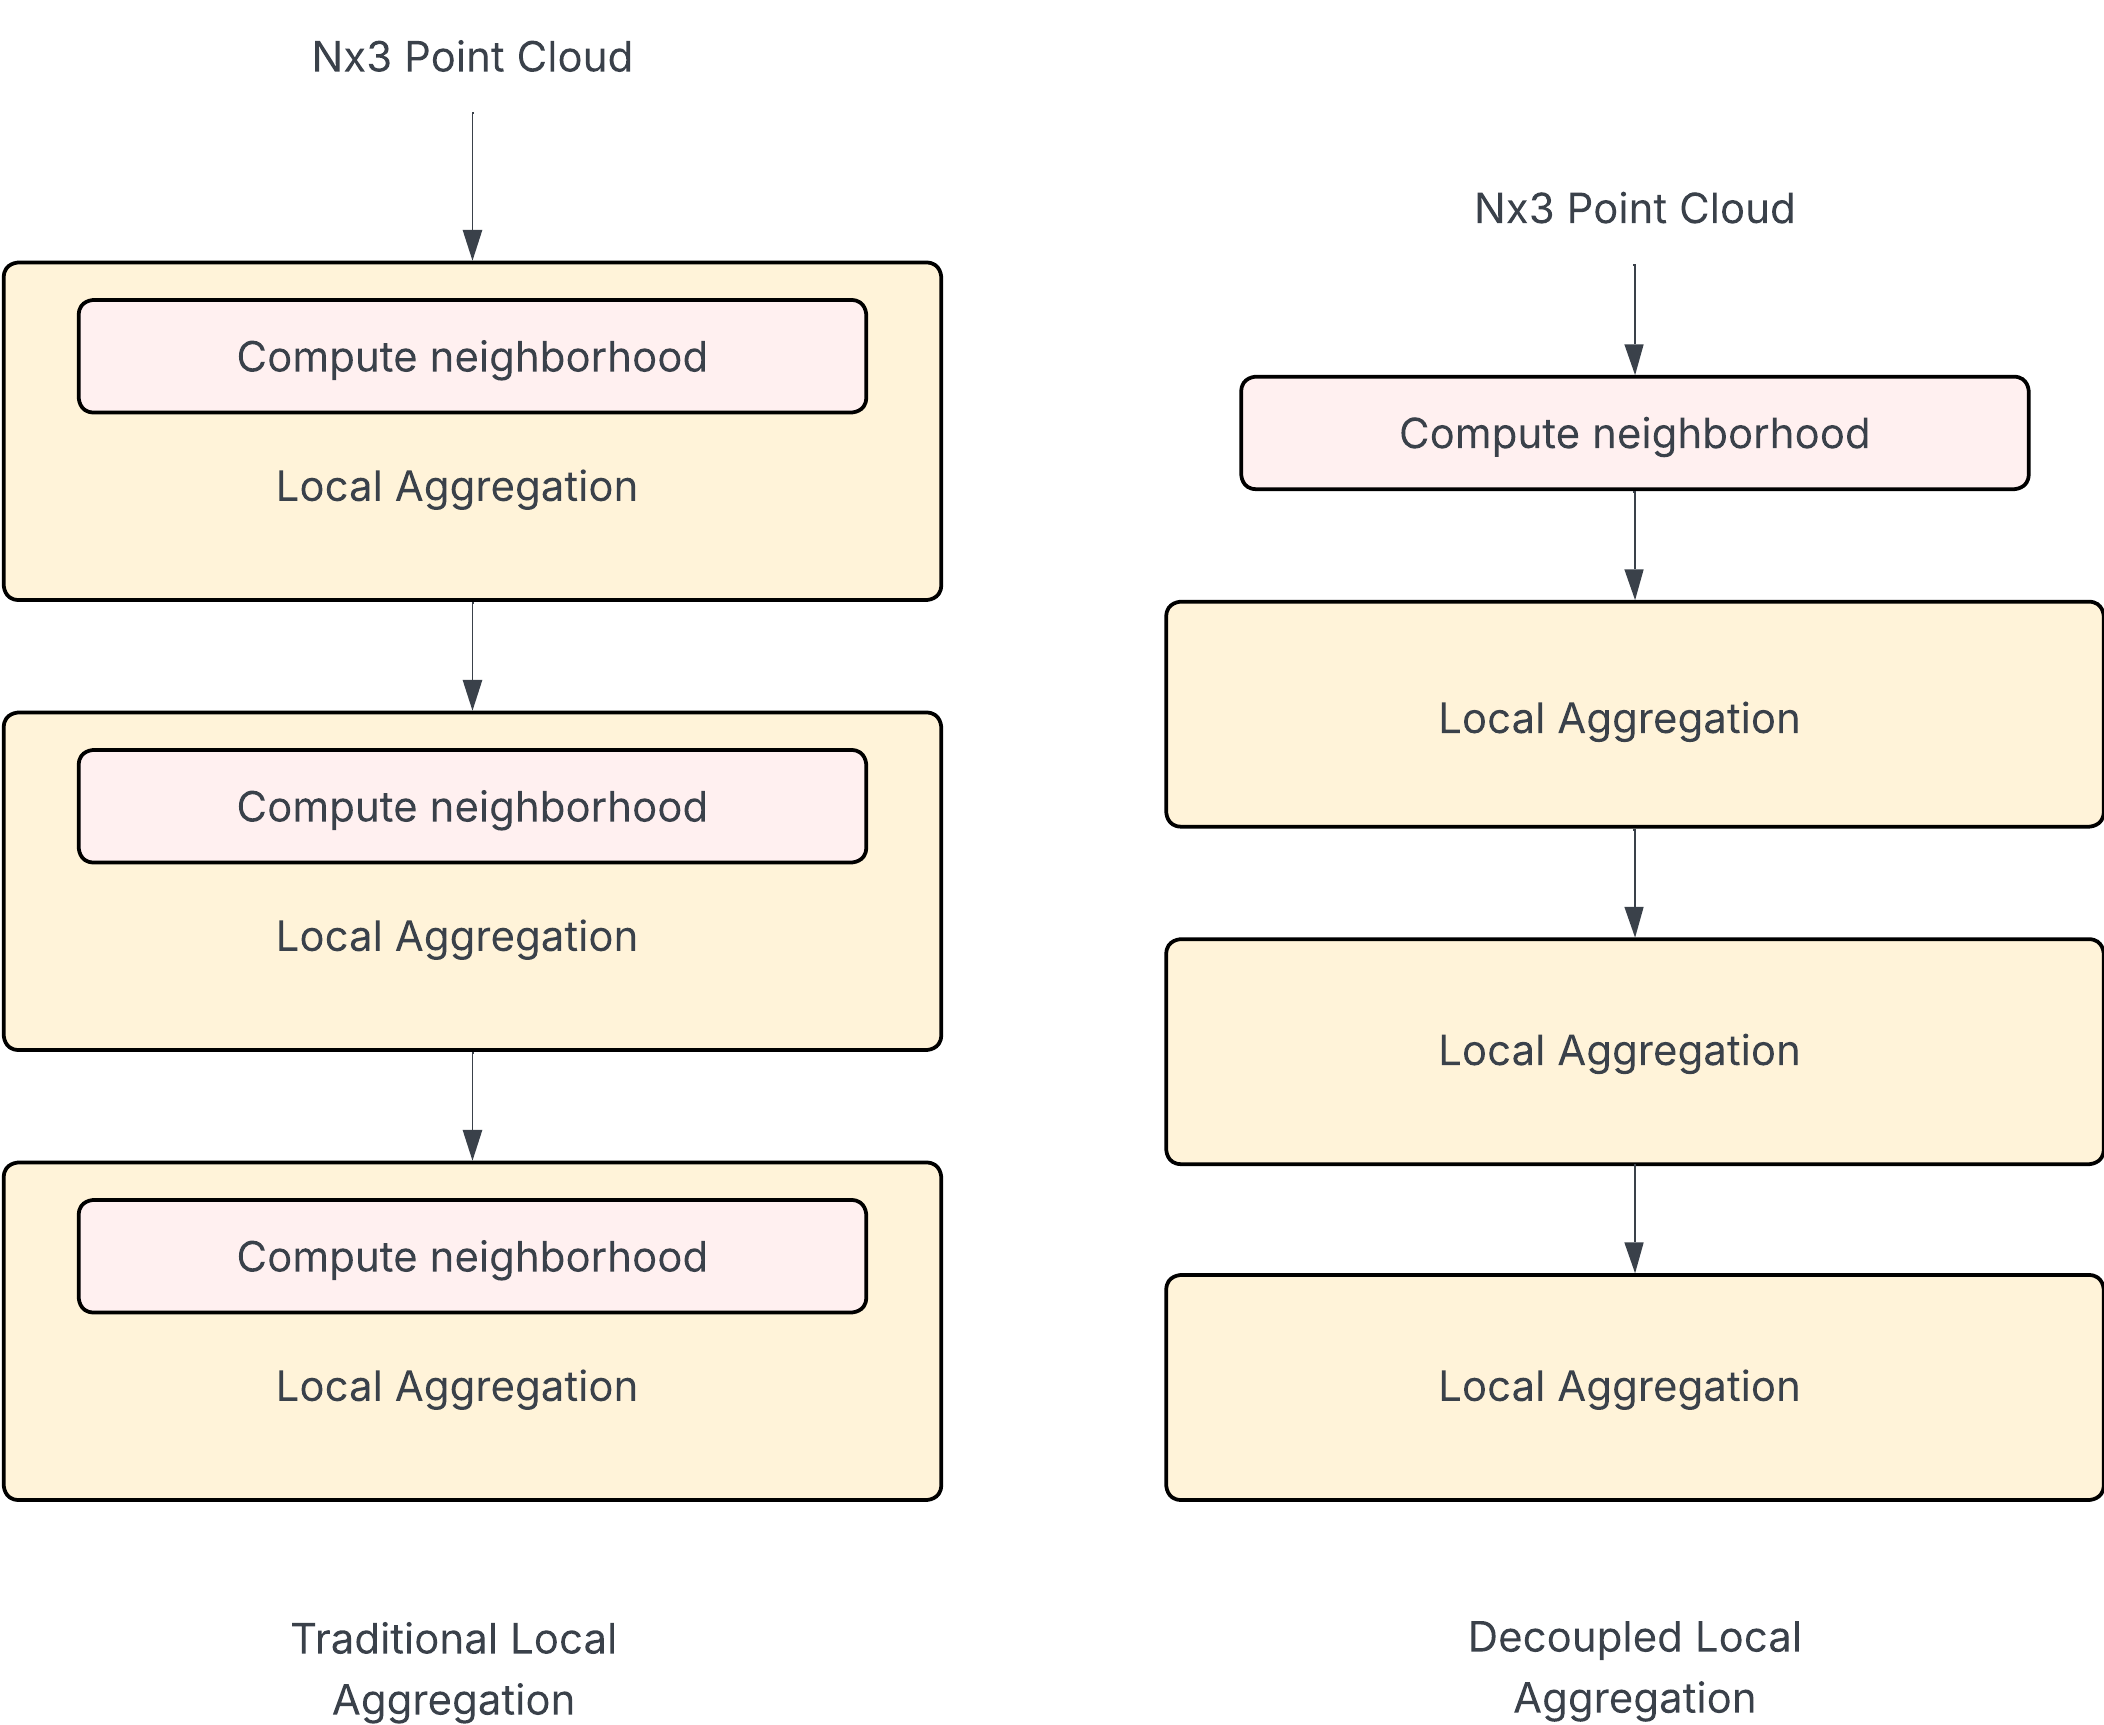 Nx3 Point Cloud
Compute neighborhood
Local Aggregation
Compute neighborhood
Local Aggregation
Compute neighborhood
Local Aggregation
Traditional Local
Aggregation
Nx3 Point Cloud
Compute neighborhood
Local Aggregation
Local Aggregation
Local Aggregation
Decoupled Local
Aggregation